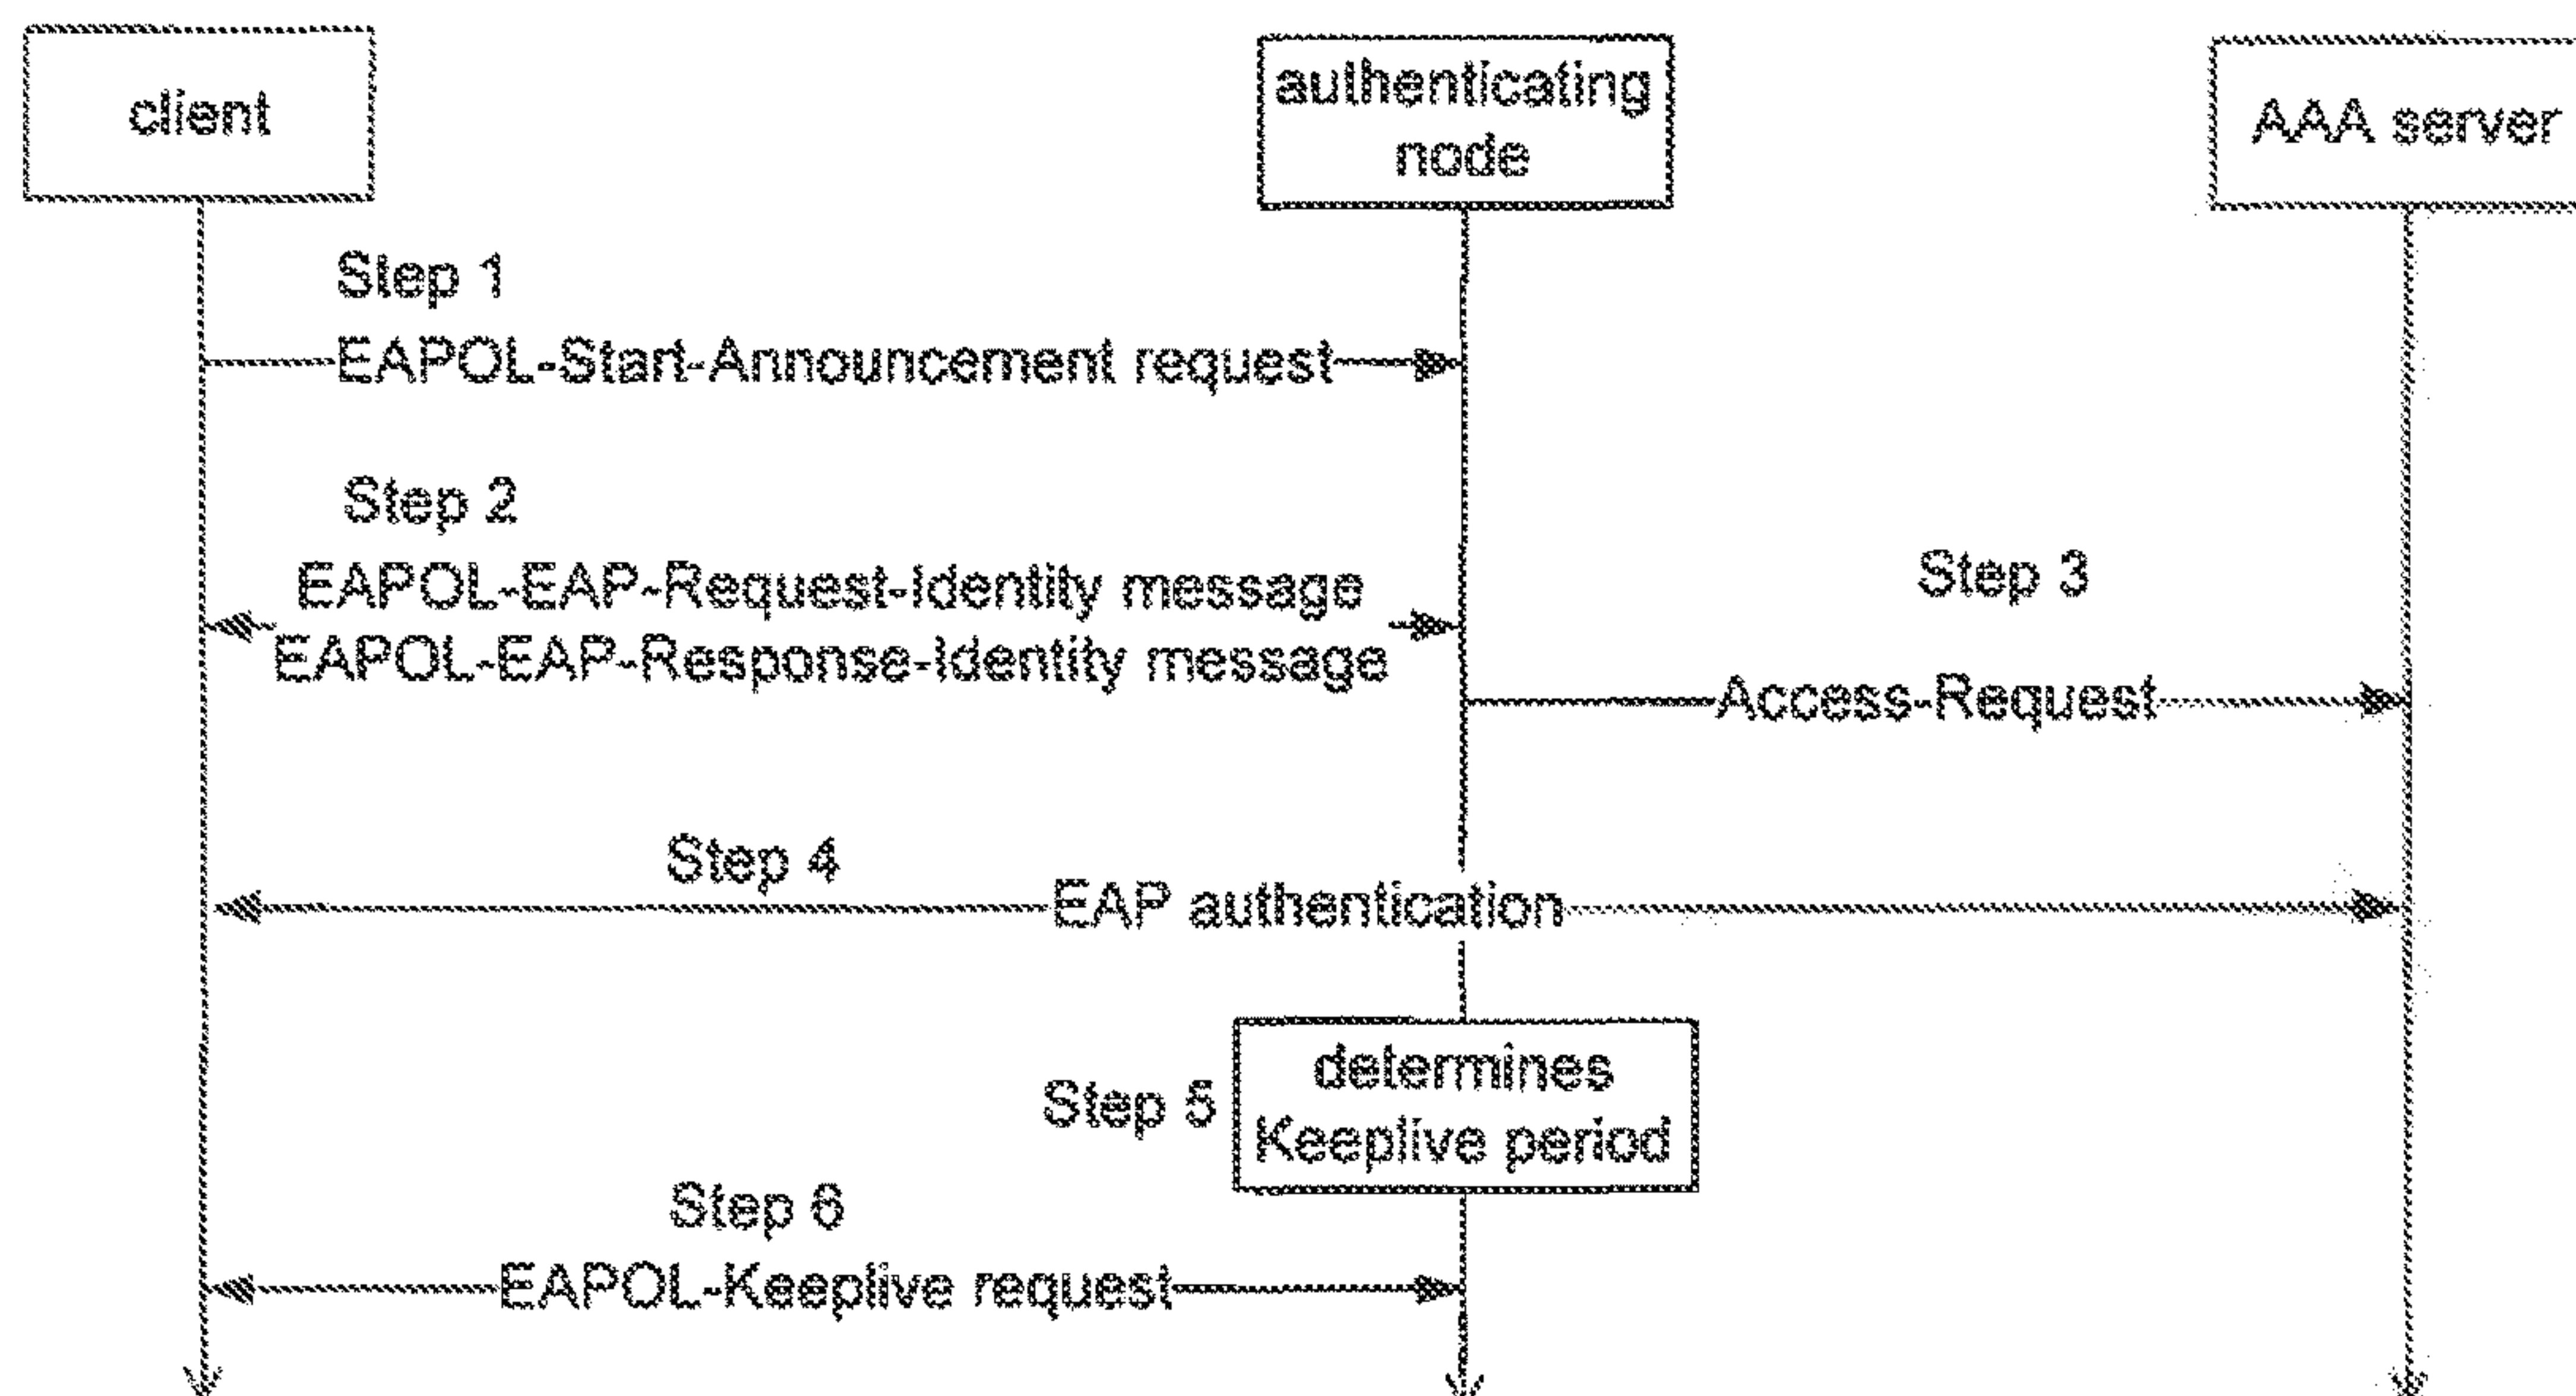 client
authenticating
node
AAA server
Step 1
EAPOL-Start-Announcement request
Step 2
EAPOL-EAP-Request-Identity message
EAPOL-EAP-Response-Identity message
Step 3
Access-Request
Step 4
EAP authentication
Step 5
determines
Keeplive period
Step 6
EAPOL-Keeplive request